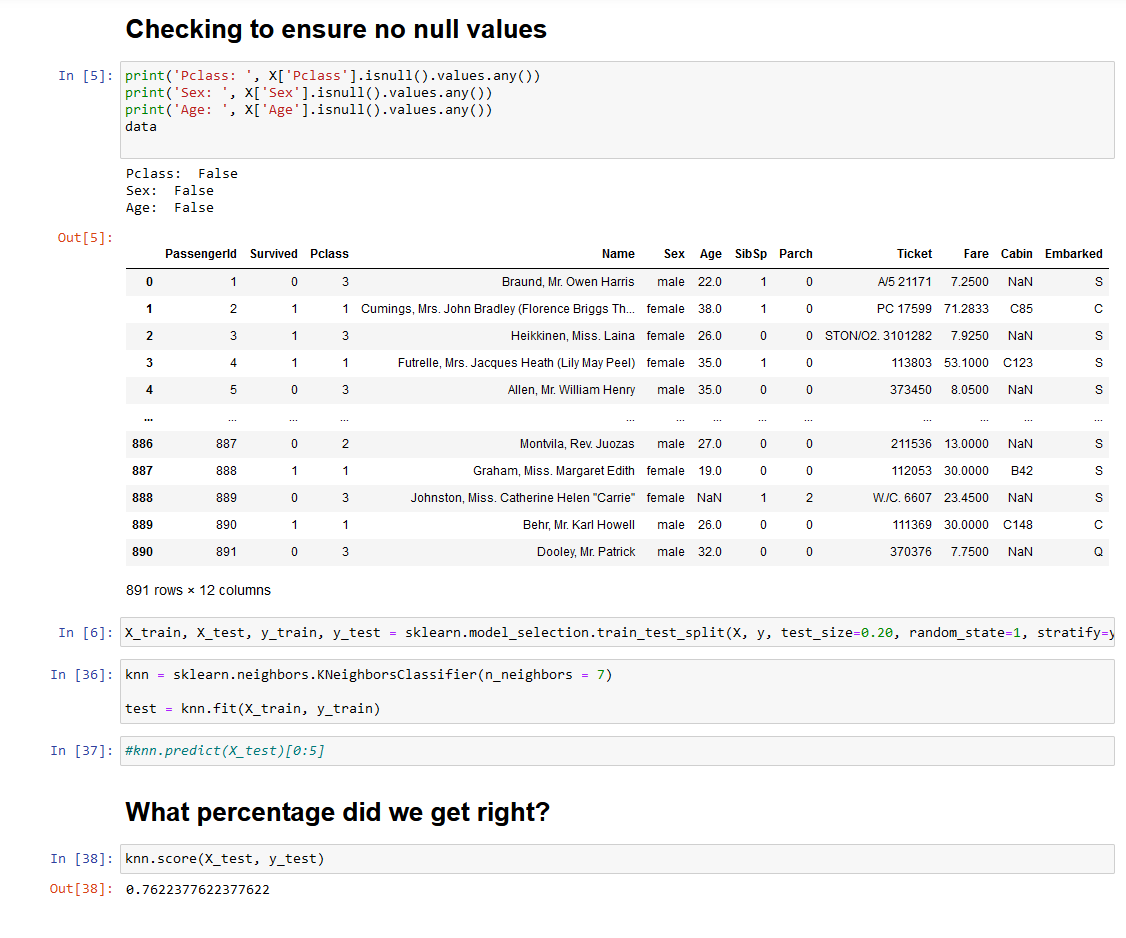 Checking to ensure no null values
In [5]: print('Pclass: ', X['Pclass'].isnull().values.any())
print('Sex: ', X['Sex'].isnull().values.any())
print('Age: ', X['Age'].isnull().values.any())
data
Pclass:  False
Sex:  False
Age:  False
Out[5]:
PassengerId Survived Pclass Name Sex Age SibSp Parch Ticket Fare Cabin Embarked
0 1 0 3 Braund, Mr. Owen Harris male 22.0 1 0 A/5 21171 7.2500 NaN S
1 2 1 1 Cumings, Mrs. John Bradley (Florence Briggs Th... female 38.0 1 0 PC 17599 71.2833 C85 C
2 3 1 3 Heikkinen, Miss. Laina female 26.0 0 0 STON/O2. 3101282 7.9250 NaN S
3 4 1 1 Futrelle, Mrs. Jacques Heath (Lily May Peel) female 35.0 1 0 113803 53.1000 C123 S
4 5 0 3 Allen, Mr. William Henry male 35.0 0 0 373450 8.0500 NaN S
... ... ... ... ... ... ... ... ... ... ... ... ...
886 887 0 2 Montvila, Rev. Juozas male 27.0 0 0 211536 13.0000 NaN S
887 888 1 1 Graham, Miss. Margaret Edith female 19.0 0 0 112053 30.0000 B42 S
888 889 0 3 Johnston, Miss. Catherine Helen "Carrie" female NaN 1 2 W./C. 6607 23.4500 NaN S
889 890 1 1 Behr, Mr. Karl Howell male 26.0 0 0 111369 30.0000 C148 C
890 891 0 3 Dooley, Mr. Patrick male 32.0 0 0 370376 7.7500 NaN Q
891 rows × 12 columns
In [6]: X_train, X_test, y_train, y_test = sklearn.model_selection.train_test_split(X, y, test_size=0.20, random_state=1, stratify=y
In [36]: knn = sklearn.neighbors.KNeighborsClassifier(n_neighbors = 7)
test = knn.fit(X_train, y_train)
In [37]: #knn.predict(X_test)[0:5]
What percentage did we get right?
In [38]: knn.score(X_test, y_test)
Out[38]: 0.7622377622377622